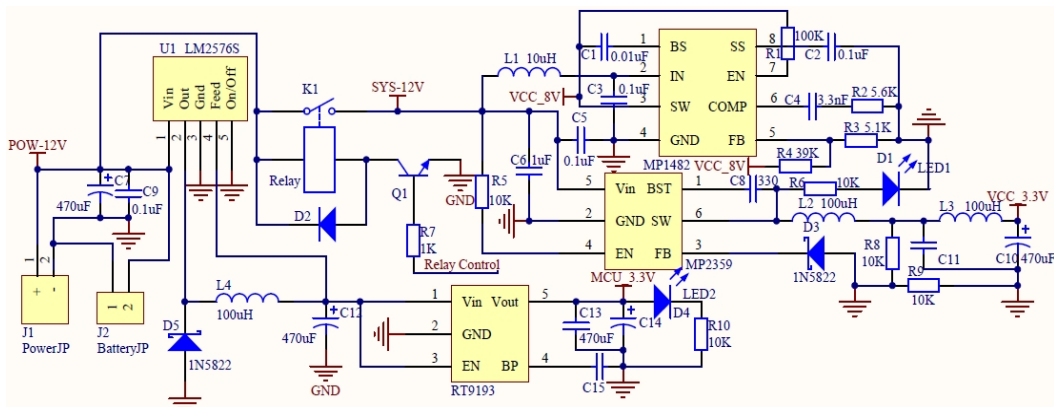 U1 LM2576S
Vin
Out
Gnd
Feed
On/Off
1
2
3
4
5
POW-12V
C7
470uF
C9
0.1uF
1
2
+
-
J1
PowerJP
1
2
J2
BatteryJP
K1
Relay
D2
SYS-12V
Q1
GND
R7
1K
Relay Control
R5
10K
L1 10uH
VCC_8V
C1
0.01uF
C3
0.1uF
C5
0.1uF
C6
1uF
1
2
3
4
BS
IN
SW
GND
SS
EN
COMP
FB
8
7
6
5
MP1482
R1
100K
C2
0.1uF
C4
3.3nF
R2 5.6K
R3 5.1K
VCC_8V
R4 39K
D1
LED1
5
2
4
Vin
GND
EN
BST
SW
FB
1
6
3
MP2359
C8
330
R6
10K
L2 100uH
L3 100uH
VCC_3.3V
D3
1N5822
R8
10K
C11
C10
470uF
R9
10K
L4
100uH
D5
1N5822
C12
470uF
GND
1
2
3
Vin
GND
EN
Vout
BP
5
4
RT9193
MCU_3.3V
C13
470uF
C14
C15
LED2
D4
R10
10K